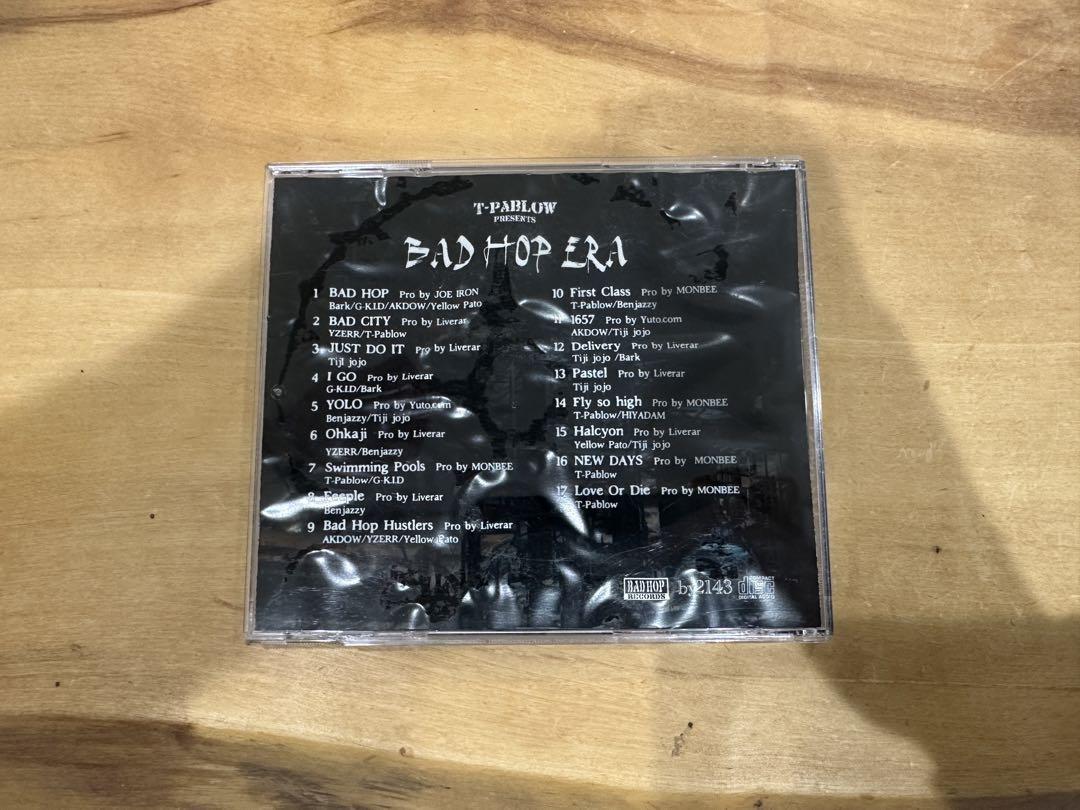 T-PABLOW
PRESENTS
BAD HOP ERA
1 BAD HOP Pro by JOE IRON
Bark/G-K.I.D/AKDOW/Yellow Pato
2 BAD CITY Pro by Liverar
YZERR/T-Pablow
3 JUST DO IT Pro by Liverar
Tiji jojo
4 I GO Pro by Liverar
G-K.I.D/Bark
5 YOLO Pro by Yuto.com
Benjazzy/Tiji jojo
6 Ohkaji Pro by Liverar
YZERR/Benjazzy
7 Swimming Pools Pro by MONBEE
T-Pablow/G-K.I.D
8 Feeple Pro by Liverar
Benjazzy
9 Bad Hop Hustlers Pro by Liverar
AKDOW/YZERR/Yellow Pato
10 First Class Pro by MONBEE
T-Pablow/Benjazzy
11 1657 Pro by Yuto.com
AKDOW/Tiji jojo
12 Delivery Pro by Liverar
Tiji jojo /Bark
13 Pastel Pro by Liverar
Tiji jojo
14 Fly so high Pro by MONBEE
T-Pablow/HIYADAM
15 Halcyon Pro by Liverar
Yellow Pato/Tiji jojo
16 NEW DAYS Pro by MONBEE
T-Pablow
17 Love Or Die Pro by MONBEE
T-Pablow
BAD HOP
RECORDS
by2143
COMPACT
disc
DIGITAL AUDIO